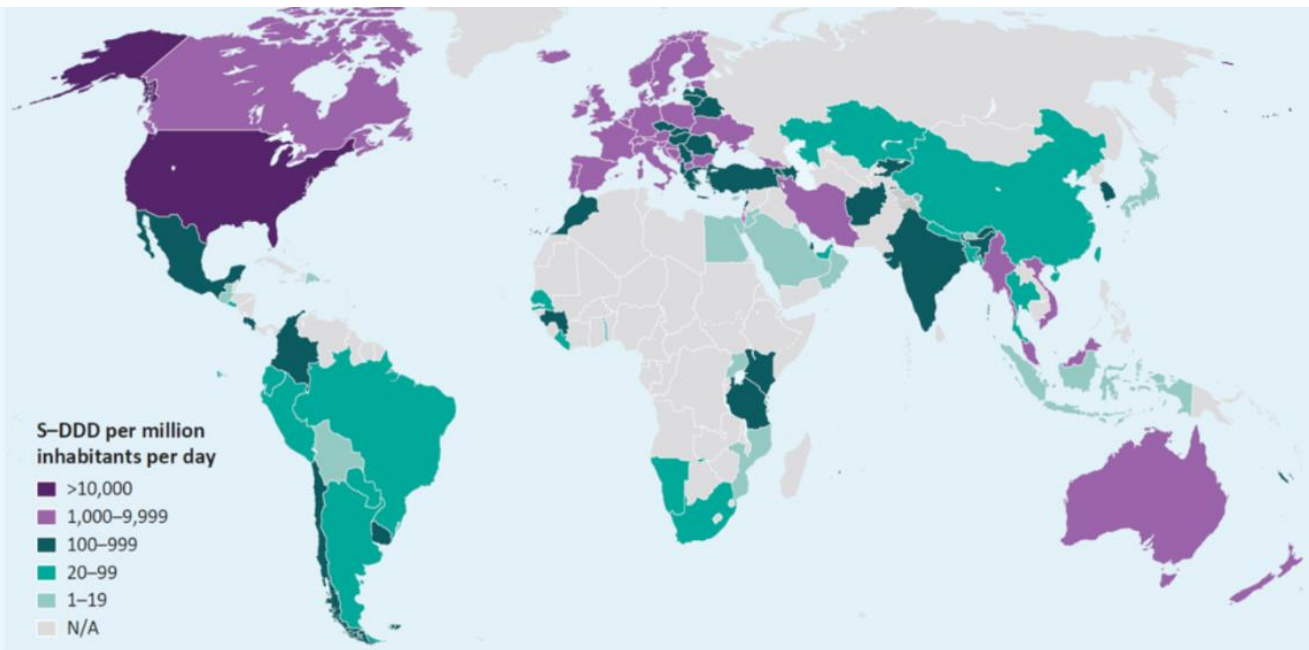 S–DDD per million
inhabitants per day
>10,000
1,000–9,999
100–999
20–99
1–19
N/A